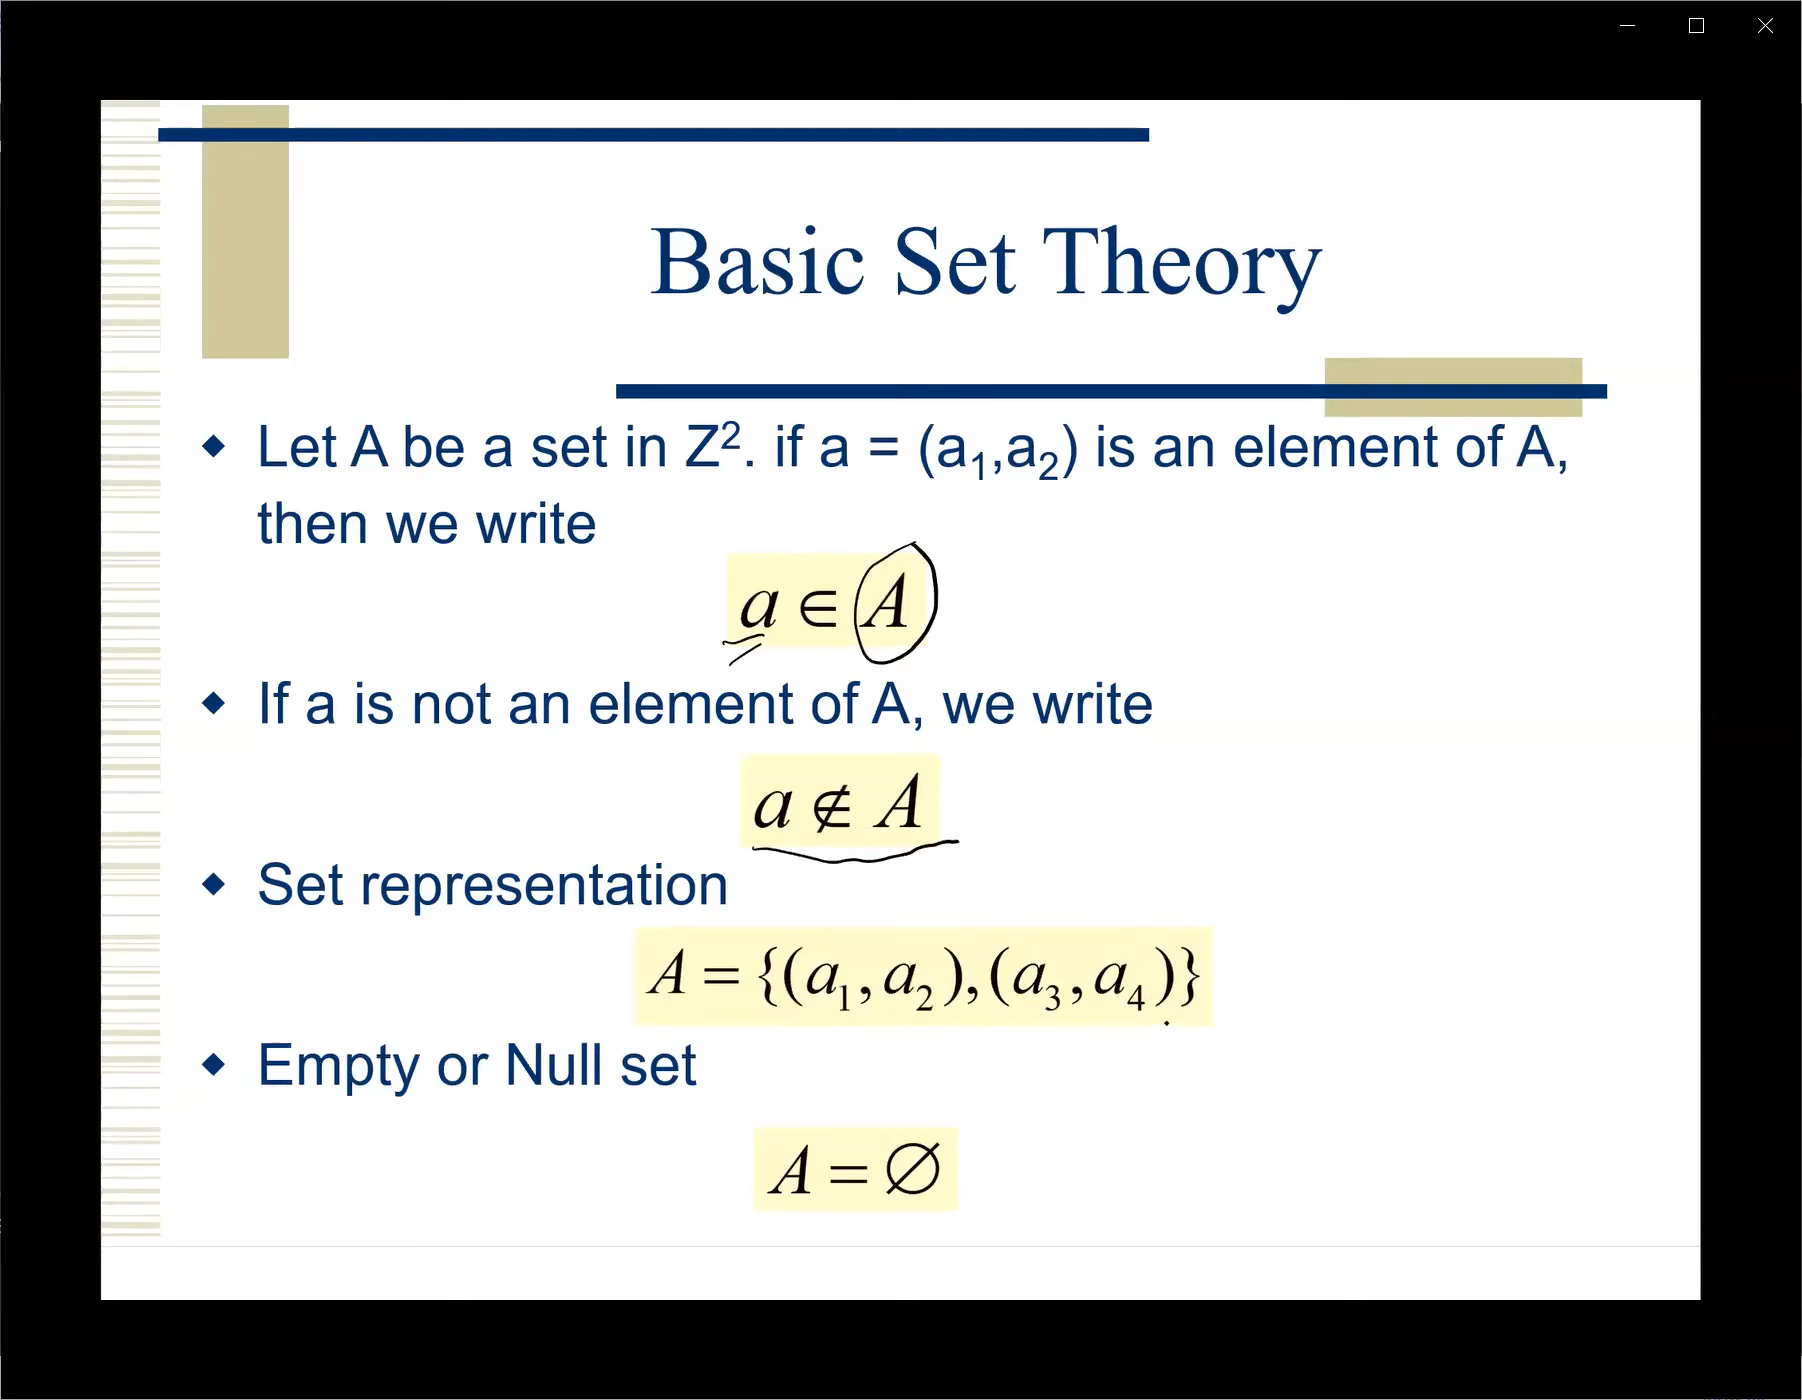 Basic Set Theory
◆ Let A be a set in Z². if a = (a₁,a₂) is an element of A,
then we write
a ∈ A
◆ If a is not an element of A, we write
a ∉ A
◆ Set representation
A = {(a₁, a₂), (a₃, a₄)}
◆ Empty or Null set
A = ∅